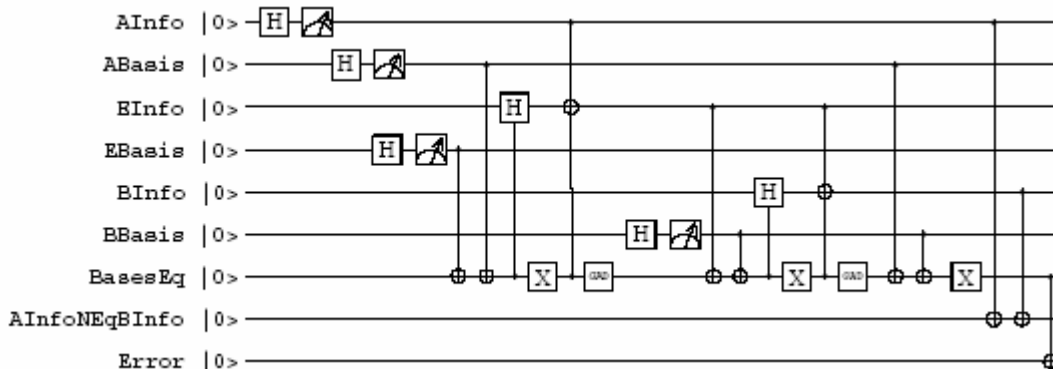 AInfo |0> H
ABasis |0> H
EInfo |0> H
EBasis |0> H
BInfo |0> H
BBasis |0> H
BasesEq |0> X X X
AInfoNEqBInfo |0>
Error |0>